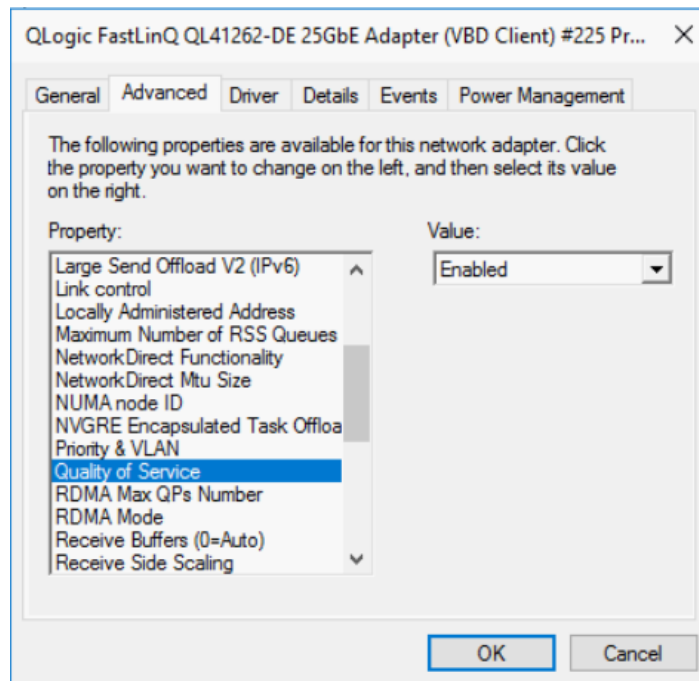 QLogic FastLinQ QL41262-DE 25GbE Adapter (VBD Client) #225 Pr...
General Advanced Driver Details Events Power Management
The following properties are available for this network adapter. Click
the property you want to change on the left, and then select its value
on the right.
Property: Value:
Large Send Offload V2 (IPv6) Enabled
Link control
Locally Administered Address
Maximum Number of RSS Queues
NetworkDirect Functionality
NetworkDirect Mtu Size
NUMA node ID
NVGRE Encapsulated Task Offloa
Priority & VLAN
Quality of Service
RDMA Max QPs Number
RDMA Mode
Receive Buffers (0=Auto)
Receive Side Scaling
OK Cancel